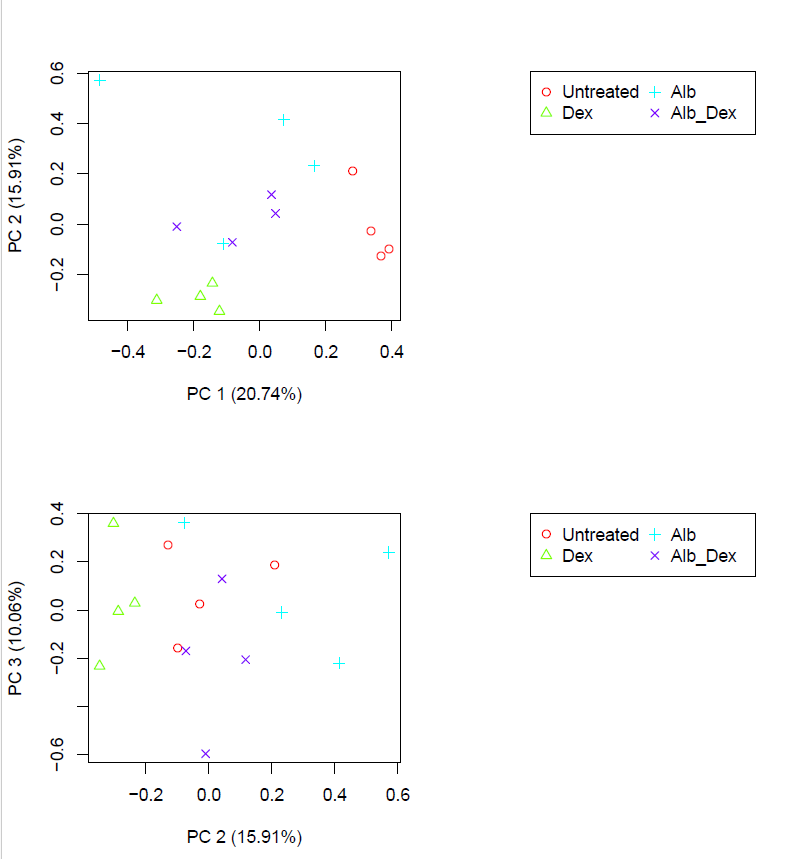 0.6
0.4
0.2
0.0
−0.2
PC 2 (15.91%)
−0.4 −0.2 0.0 0.2 0.4
PC 1 (20.74%)
Untreated Alb
Dex Alb_Dex
0.4
0.2
0.0
−0.2
−0.6
PC 3 (10.06%)
−0.2 0.0 0.2 0.4 0.6
PC 2 (15.91%)
Untreated Alb
Dex Alb_Dex